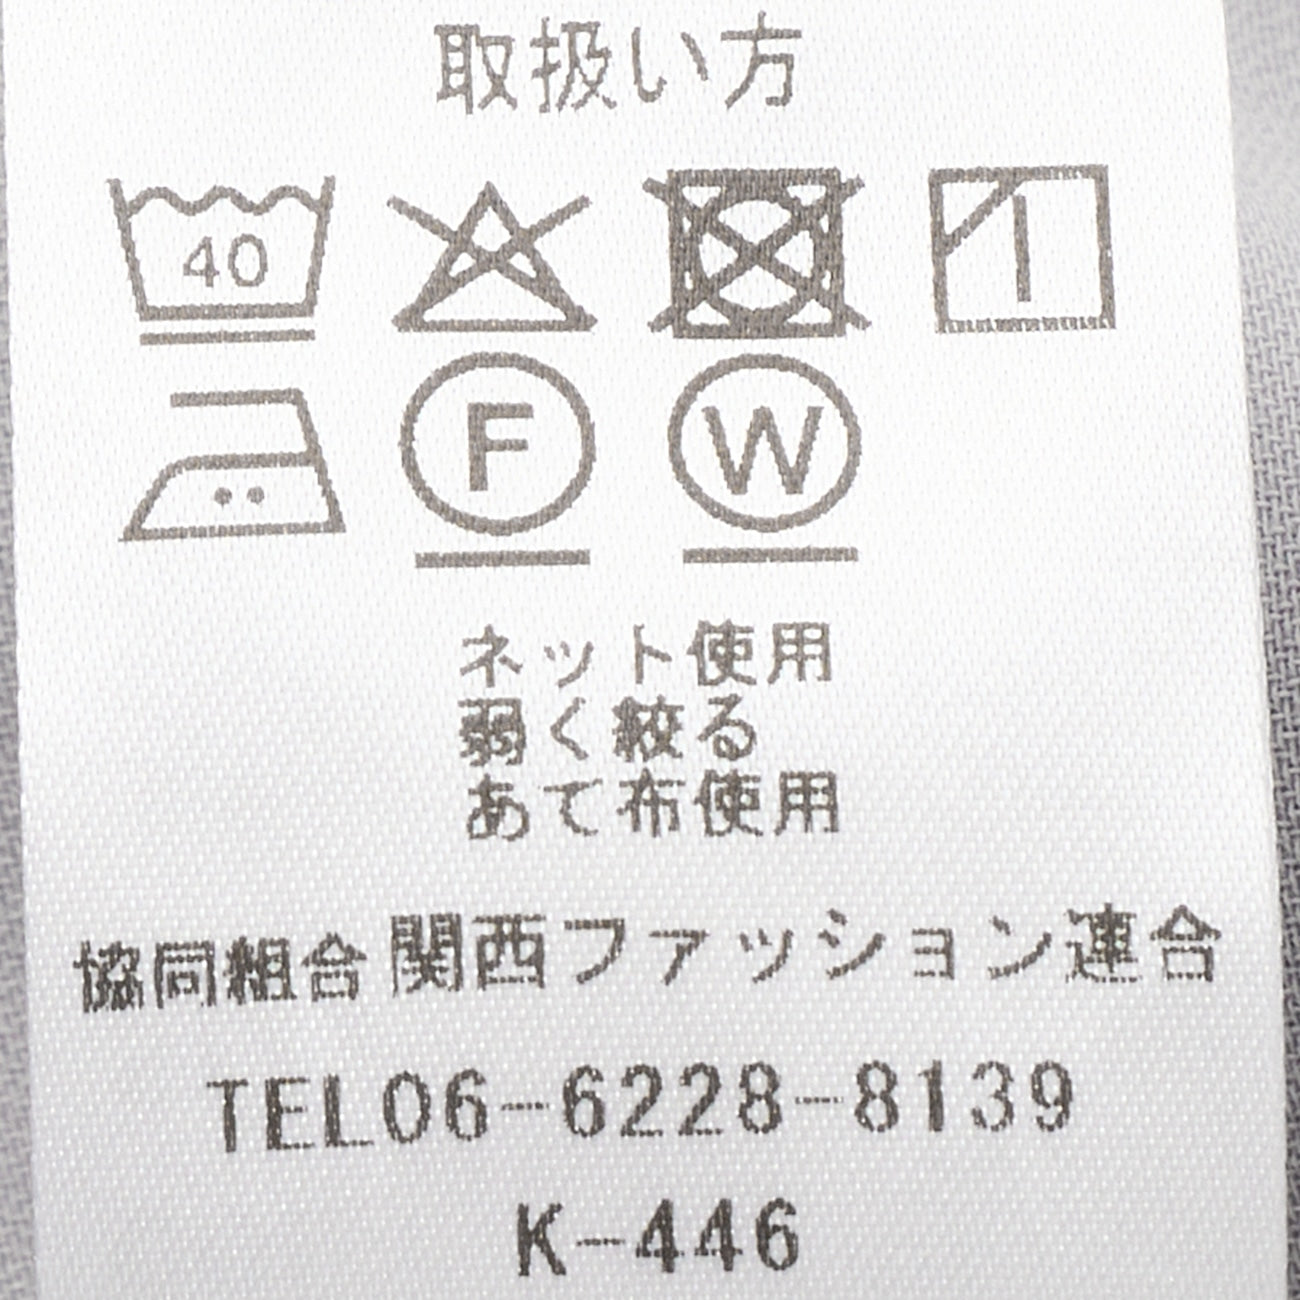 取扱い方
40
F W
ネット使用
弱く絞る
あて布使用
協同組合関西ファッション連合
TEL06-6228-8139
K-446